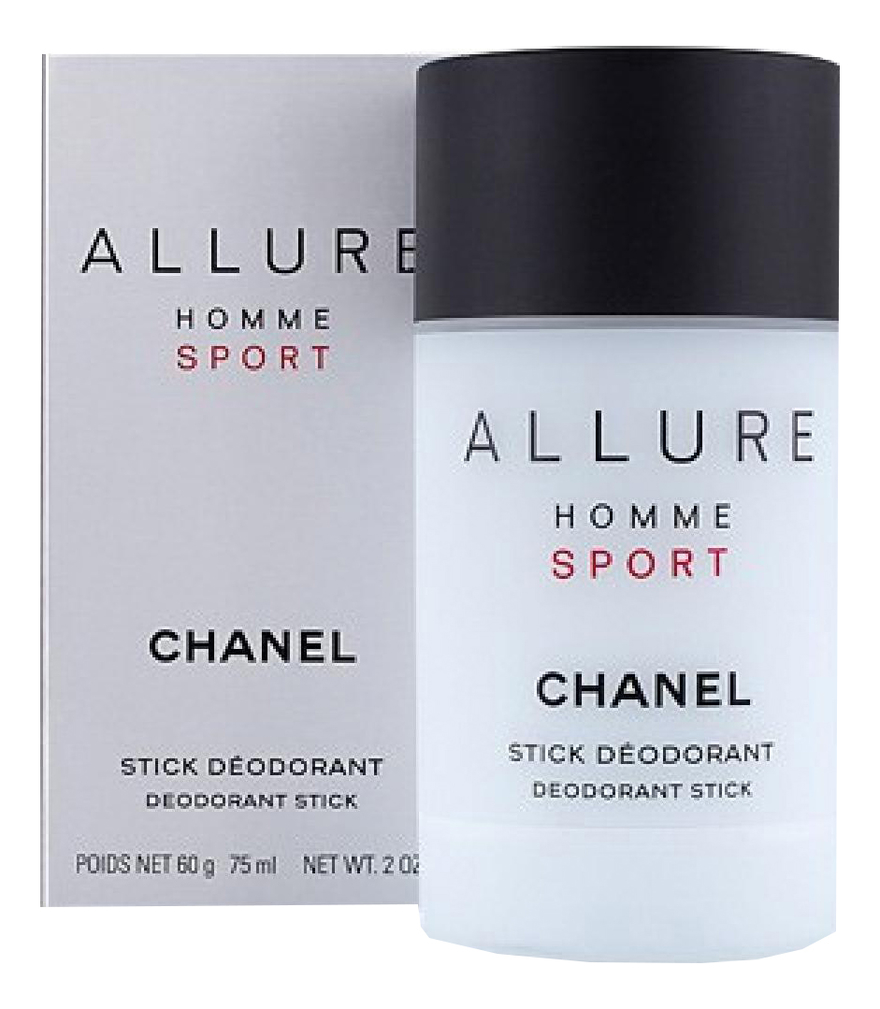 ALLURE
HOMME
SPORT
CHANEL
STICK DÉODORANT
DEODORANT STICK
POIDS NET 60 g 75 ml NET WT. 2 OZ
ALLURE
HOMME
SPORT
CHANEL
STICK DÉODORANT
DEODORANT STICK